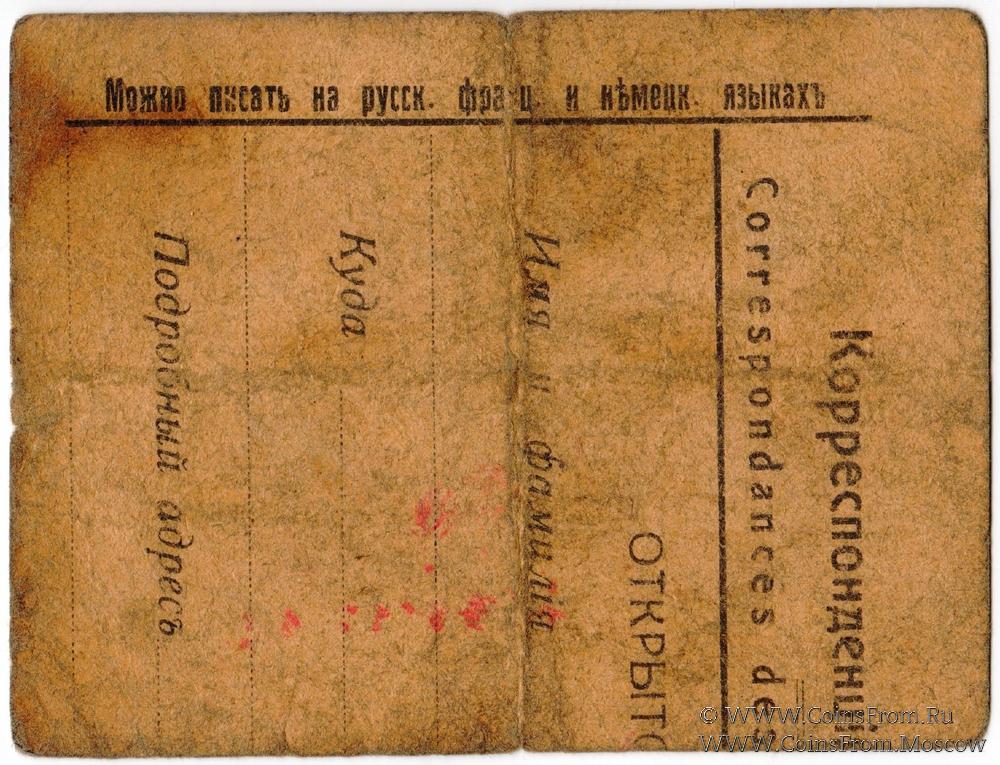 Можно писать на русск. франц. и нѣмецк. языкахъ
Корреспонденці
Correspondances des
ОТКРЫТО
Имя и фамилія
Куда
Подробный адресъ
© WWW.CoinsFrom.Ru
WWW.CoinsFrom.Moscow